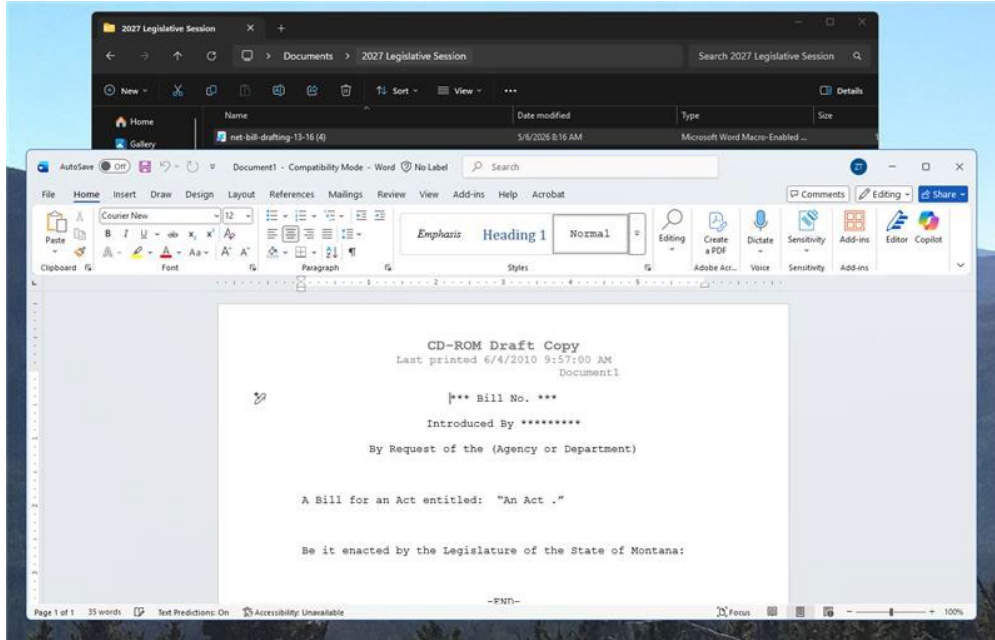 2027 Legislative Session
Documents > 2027 Legislative Session
Search 2027 Legislative Session
New
Sort
View
Details
Name
Date modified
Type
Size
Home
net-bill-drafting-13-16 (4)
5/6/2026 8:16 AM
Microsoft Word Macro-Enabled ...
Gallery
AutoSave
Off
Document1 - Compatibility Mode - Word
No Label
Search
ZT
File Home Insert Draw Design Layout References Mailings Review View Add-ins Help Acrobat
Comments
Editing
Share
Paste
Courier New
12
B I U ab x₂ x²
Aa
Emphasis
Heading 1
Normal
Editing
Create a PDF
Dictate
Sensitivity
Add-ins
Editor
Copilot
Clipboard
Font
Paragraph
Styles
Adobe Acr...
Voice
Sensitivity
Add-ins
CD-ROM Draft Copy
Last printed 6/4/2010 9:57:00 AM
Document1
*** Bill No. ***
Introduced By *********
By Request of the (Agency or Department)
A Bill for an Act entitled: “An Act .”
Be it enacted by the Legislature of the State of Montana:
-END-
Page 1 of 1
35 words
Text Predictions: On
Accessibility: Unavailable
Focus
100%